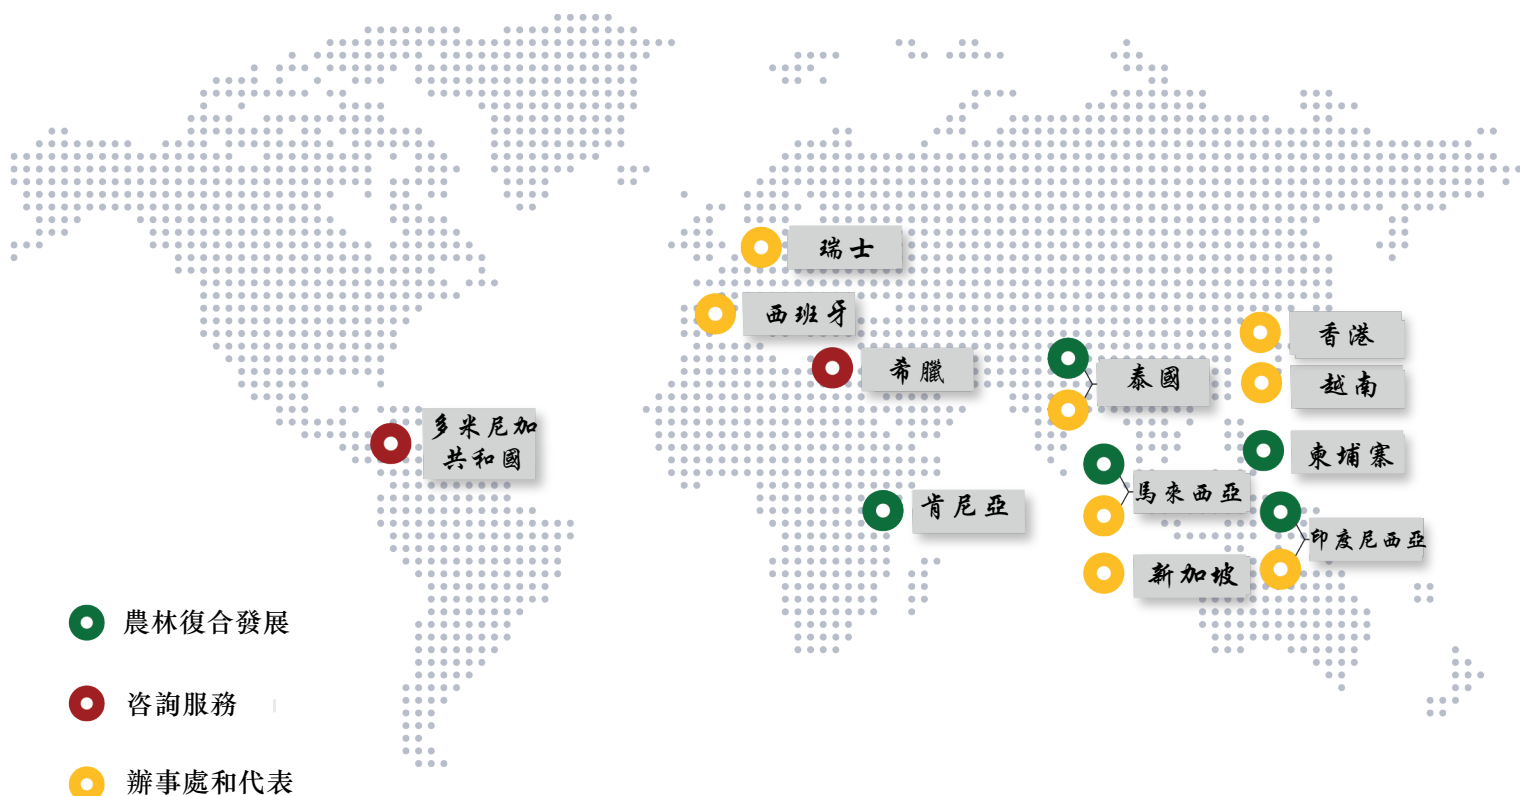 瑞士
西班牙
香港
希臘
泰國
越南
多米尼加
共和國
柬埔寨
馬來西亞
肯尼亞
印度尼西亞
新加坡
農林復合發展
咨詢服務
辦事處和代表